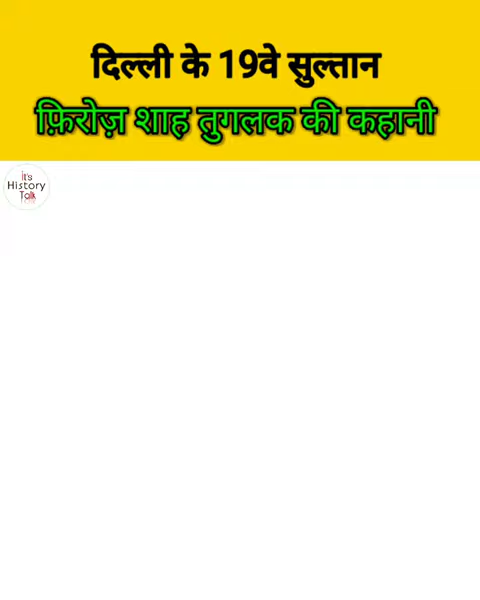 दिल्ली के 19वे सुल्तान
फ़िरोज़ शाह तुगलक की कहानी
it's
History
Talk